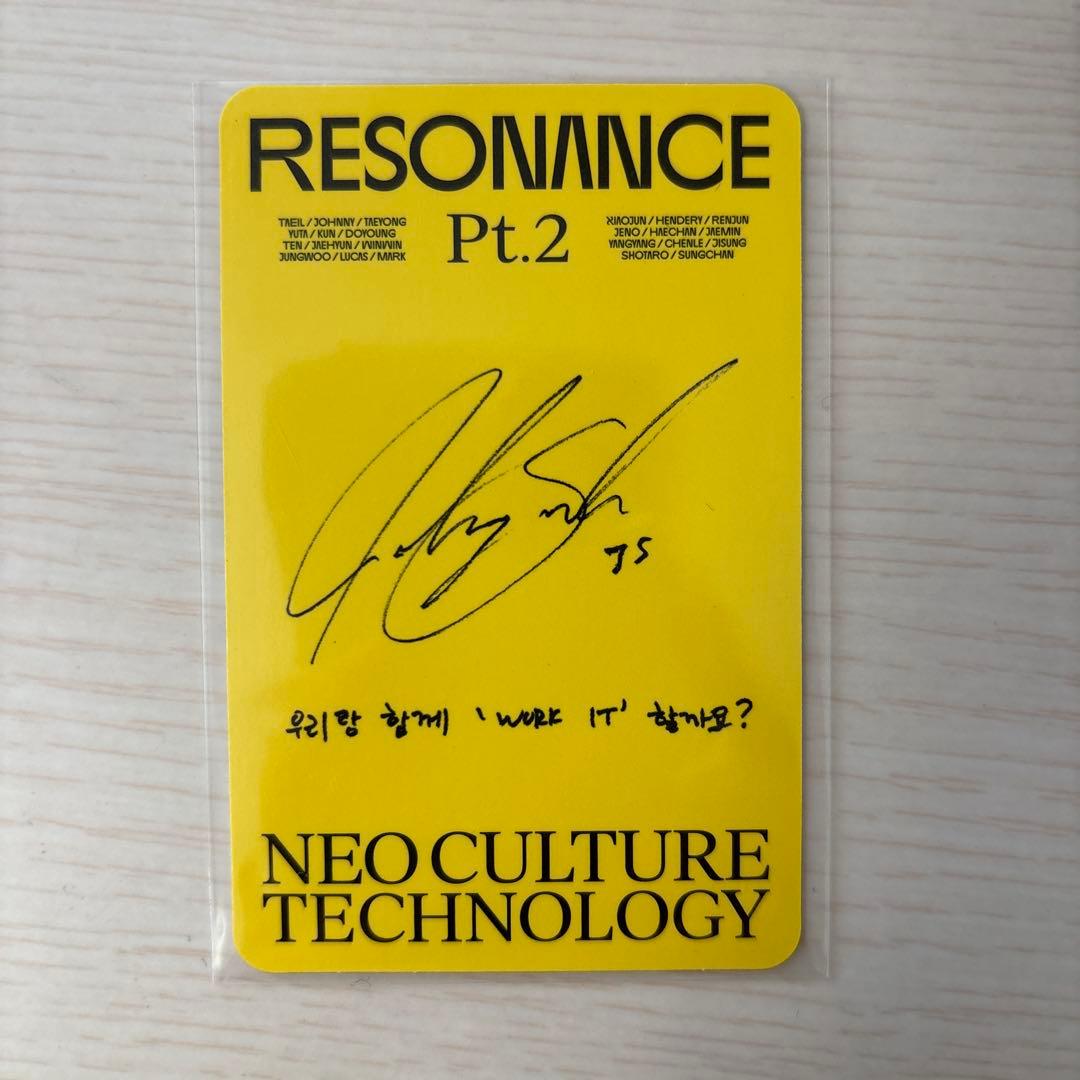 RESONANCE
Pt.2
TAEIL / JOHNNY / TAEYONG
YUTA / KUN / DOYOUNG
TEN / JAEHYUN / WINWIN
JUNGWOO / LUCAS / MARK
XIAOJUN / HENDERY / RENJUN
JENO / HAECHAN / JAEMIN
YANGYANG / CHENLE / JISUNG
SHOTARO / SUNGCHAN
JS
우리랑 함께 'WORK IT' 할까요?
NEO CULTURE
TECHNOLOGY